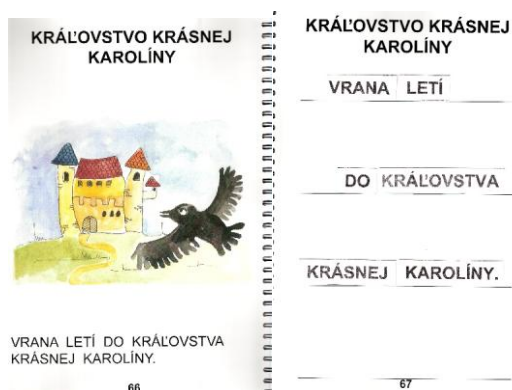 KRÁĽOVSTVO KRÁSNEJ
KAROLÍNY
VRANA LETÍ DO KRÁĽOVSTVA
KRÁSNEJ KAROLÍNY.
66
KRÁĽOVSTVO KRÁSNEJ
KAROLÍNY
VRANA LETÍ
DO KRÁĽOVSTVA
KRÁSNEJ KAROLÍNY.
67